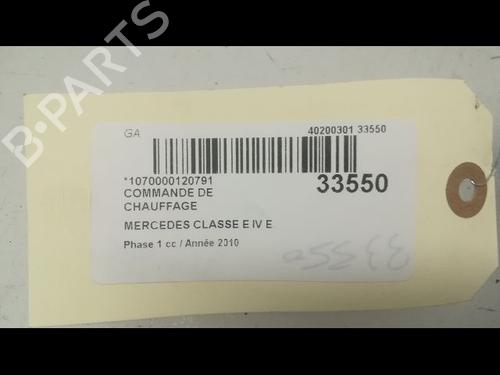 B-PARTS
GA
40200301 33550
*1070000120791
33550
COMMANDE DE
CHAUFFAGE
MERCEDES CLASSE E IV E
Phase 1 cc / Année 2010
33550